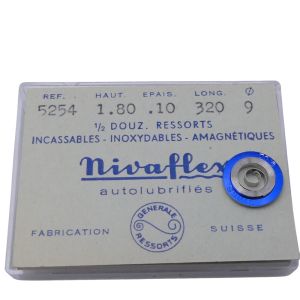 REF. HAUT. EPAIS. LONG. Ø
5254 1.80 .10 320 9
½ DOUZ. RESSORTS
INCASSABLES - INOXYDABLES - AMAGNÉTIQUES
Nivaflex
autolubrifiés
GENERALE
RESSORTS
FABRICATION SUISSE